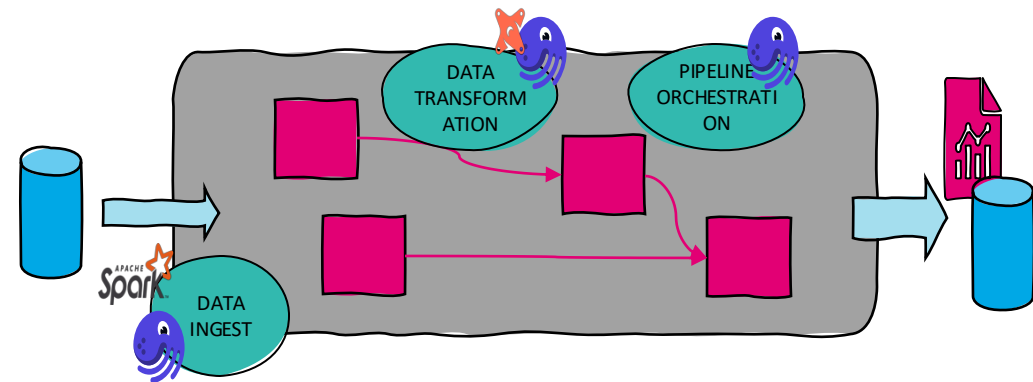 DATA
TRANSFORM
ATION
PIPELINE
ORCHESTRATI
ON
APACHE
Spark
DATA
INGEST